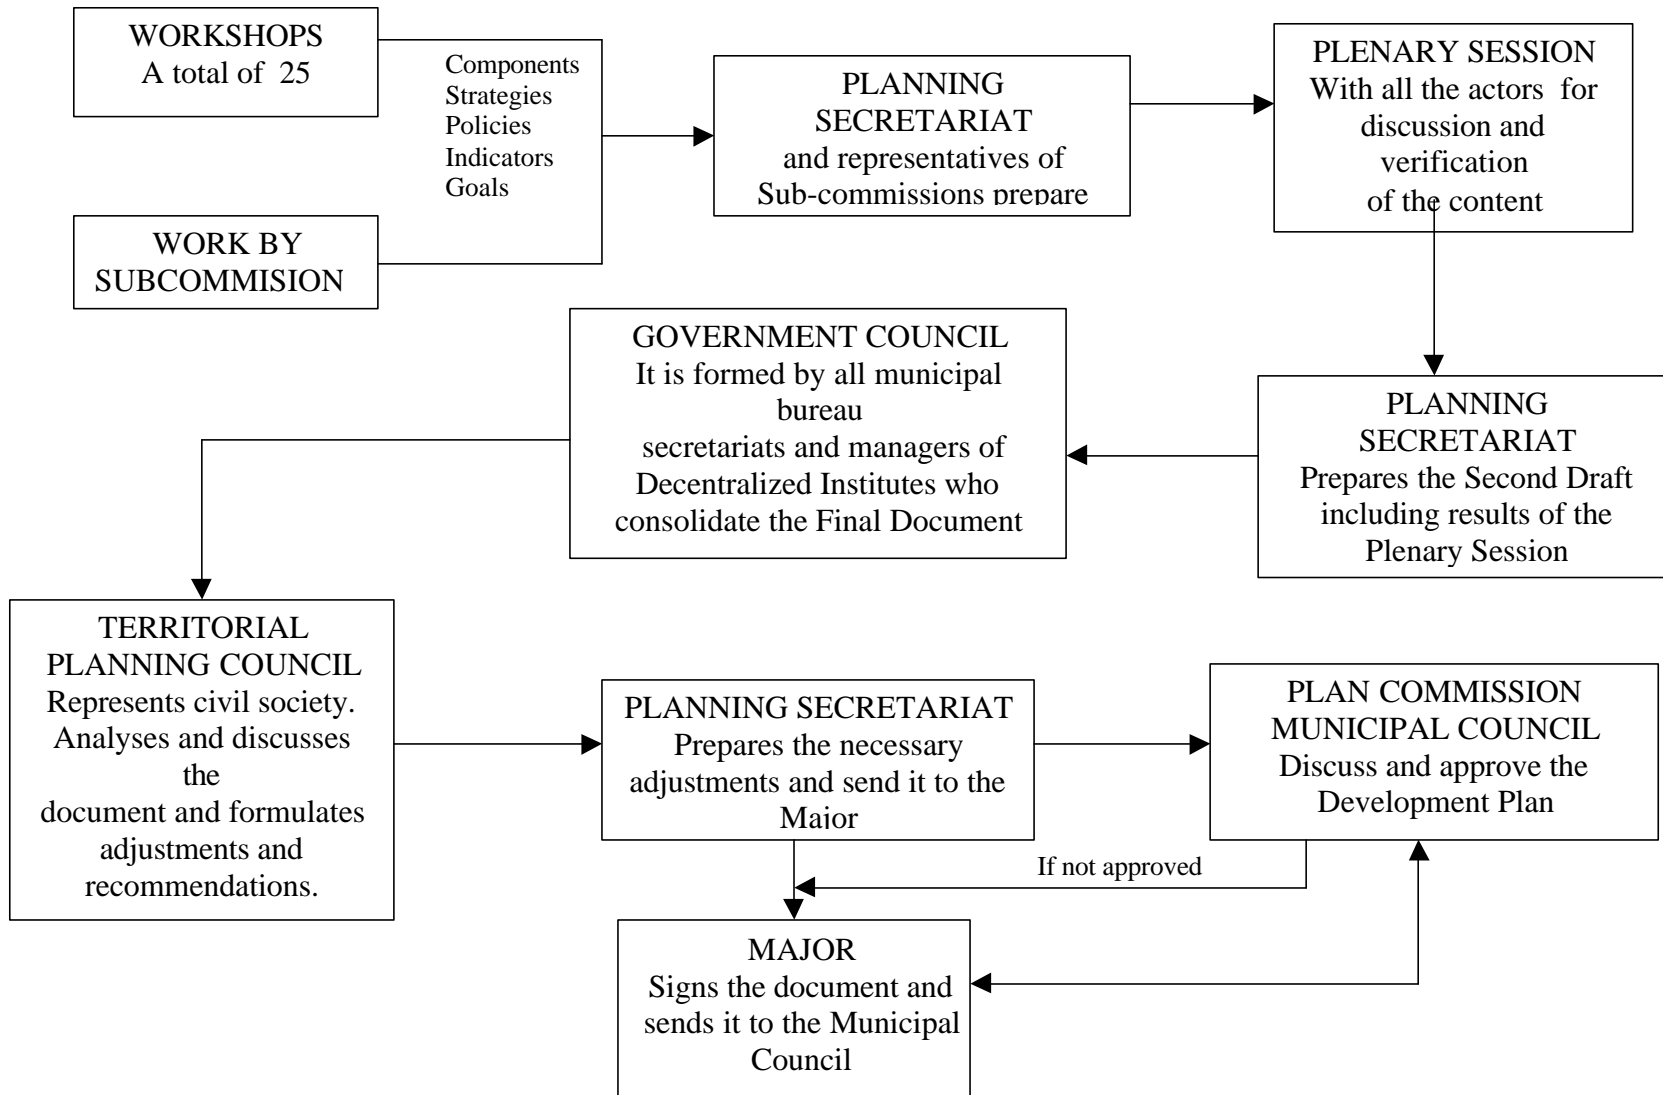 WORKSHOPS
A total of 25
Components
Strategies
Policies
Indicators
Goals
WORK BY
SUBCOMMISION
PLANNING
SECRETARIAT
and representatives of
Sub-commissions prepare
PLENARY SESSION
With all the actors for
discussion and
verification
of the content
PLANNING
SECRETARIAT
Prepares the Second Draft
including results of the
Plenary Session
GOVERNMENT COUNCIL
It is formed by all municipal
bureau
secretariats and managers of
Decentralized Institutes who
consolidate the Final Document
TERRITORIAL
PLANNING COUNCIL
Represents civil society.
Analyses and discusses
the
document and formulates
adjustments and
recommendations.
PLANNING SECRETARIAT
Prepares the necessary
adjustments and send it to the
Major
PLAN COMMISSION
MUNICIPAL COUNCIL
Discuss and approve the
Development Plan
If not approved
MAJOR
Signs the document and
sends it to the Municipal
Council